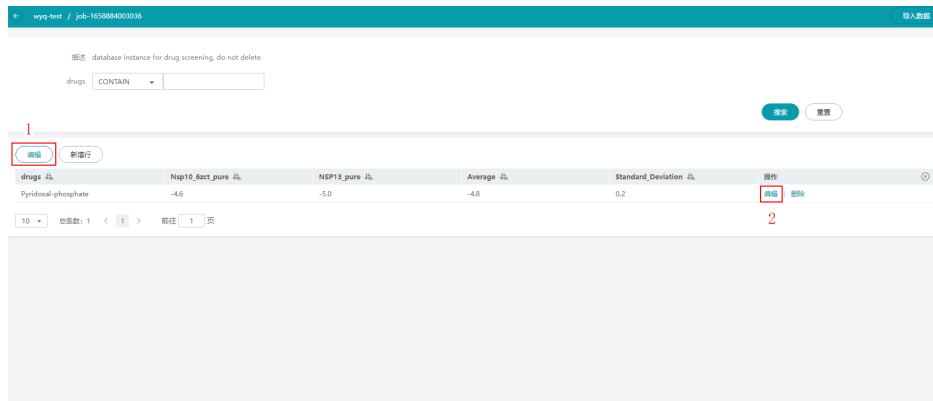 wyq-test / job-1658884003036 导入数据
描述 database instance for drug screening, do not delete
drugs CONTAIN
搜索 重置
1
编辑 新增行
drugs Nsp10_6zct_pure NSP13_pure Average Standard_Deviation 操作
Pyridoxal-phosphate -4.6 -5.0 -4.8 0.2 编辑 删除
10 总条数: 1 < 1 > 前往 1 页
2